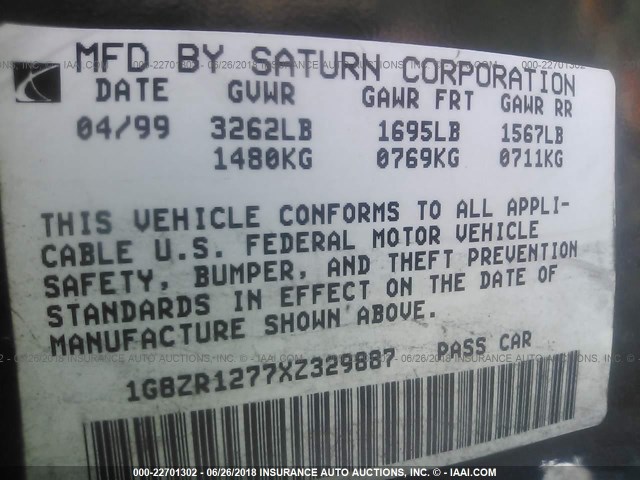 MFD BY SATURN CORPORATION
DATE GVWR GAWR FRT GAWR RR
04/99 3262LB 1695LB 1567LB
1480KG 0769KG 0711KG
THIS VEHICLE CONFORMS TO ALL APPLI-
CABLE U.S. FEDERAL MOTOR VEHICLE
SAFETY, BUMPER, AND THEFT PREVENTION
STANDARDS IN EFFECT ON THE DATE OF
MANUFACTURE SHOWN ABOVE.
1G8ZR1277XZ329887 PASS CAR
000-22701302 - 06/26/2018 INSURANCE AUTO AUCTIONS, INC. - © - IAAI.COM